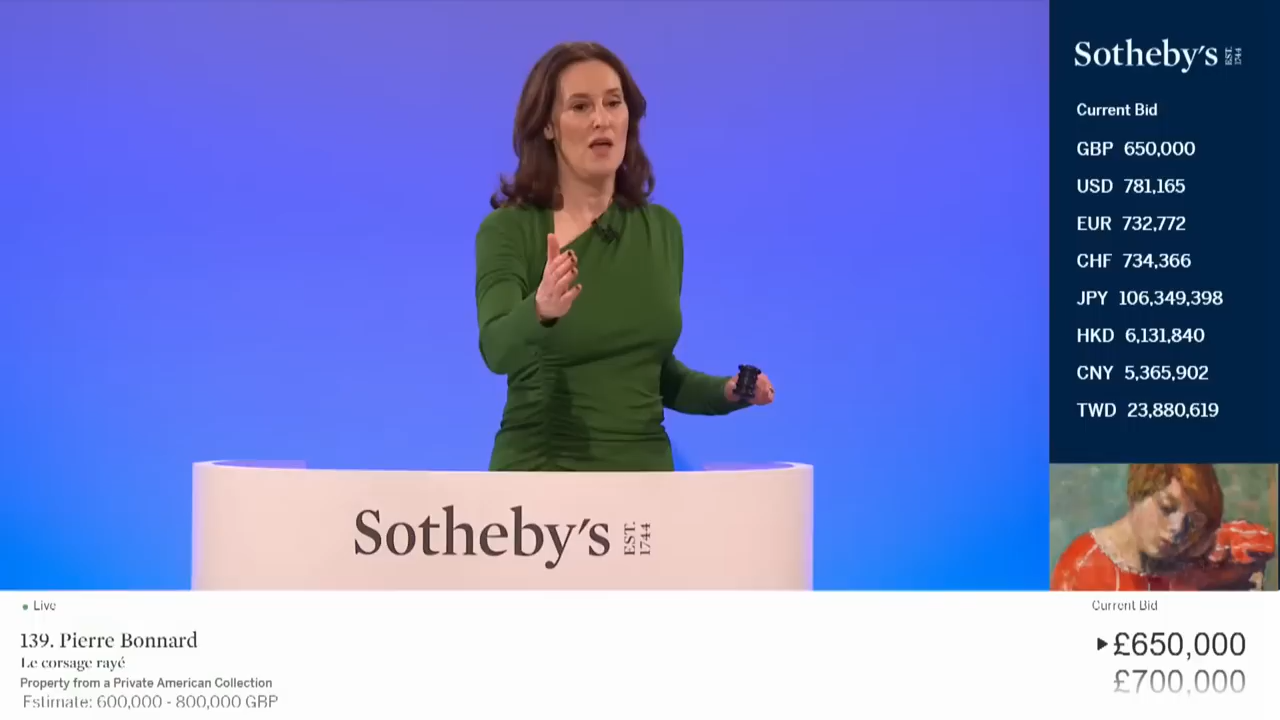 Sotheby's EST. 1744
Current Bid
GBP 650,000
USD 781,165
EUR 732,772
CHF 734,366
JPY 106,349,398
HKD 6,131,840
CNY 5,365,902
TWD 23,880,619
Sotheby's EST. 1744
Live
139. Pierre Bonnard
Le corsage rayé
Property from a Private American Collection
Estimate: 600,000 - 800,000 GBP
Current Bid
£650,000
£700,000